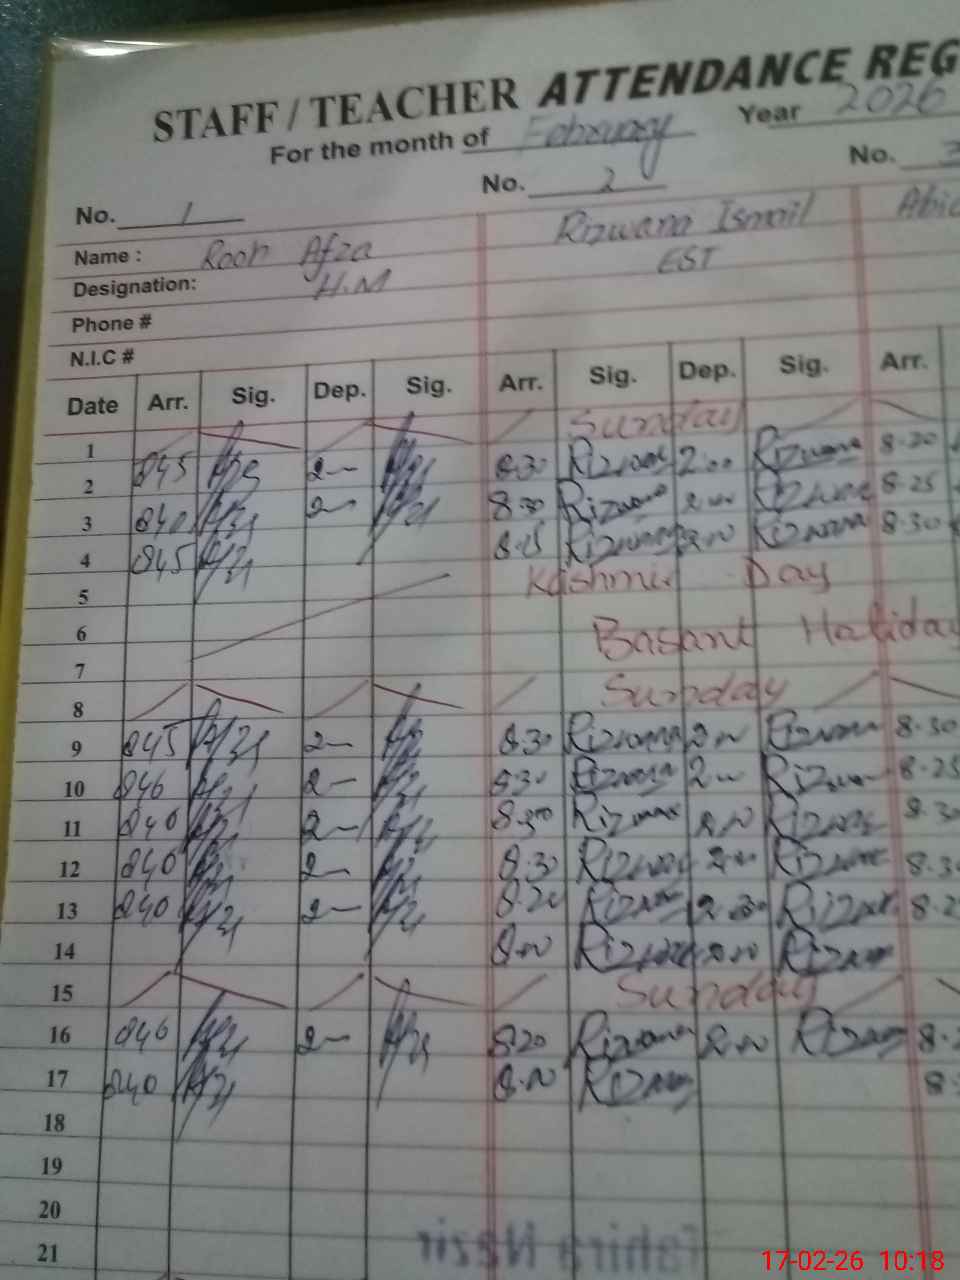 STAFF / TEACHER ATTENDANCE REG
For the month of February Year 2026
No. 1 No. 2 No. 3
Name : Rooh Afza Rizwana Ismail
Designation: H.M EST
Phone #
N.I.C #
Date Arr. Sig. Dep. Sig. Arr. Sig. Dep. Sig. Arr.
1 Sunday
2 845 2— 8.30 Rizwana 2.00 Rizwana 8.20
3 840 2— 8.30 Rizwana 2.00 Rizwana 8.25
4 845 8.15 Rizwana 2.00 Rizwana 8.30
5 Kashmir Day
6 Basant Holiday
7
8 Sunday
9 845 2— 8.30 Rizwana 2.00 Rizwana 8.30
10 846 2— 8.30 Rizwana 2.00 Rizwana 8.25
11 840 2— Rizwana 2.00 Rizwana
12 840 2— 8.30 Rizwana 2.00 Rizwana
13 840 2— 8.20 Rizwana Rizwana
14 8.00 Rizwana 2.00 Rizwana
15 Sunday
16 846 2— 8.20 Rizwana 2.00 Rizwana
17 840 8.00 Rizwana
18
19
20
21
Tahira Nazir
17-02-26 10:18